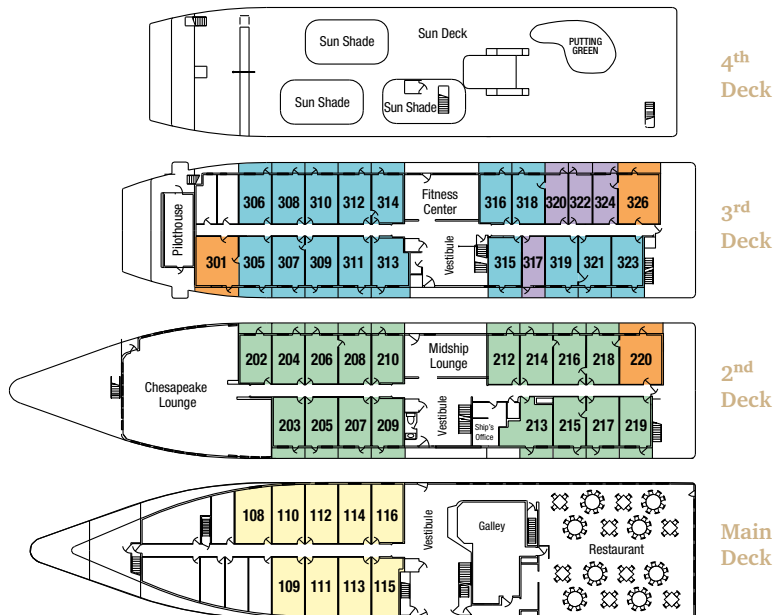 Sun Shade
Sun Deck
PUTTING
GREEN
Sun Shade
Sun Shade
4th
Deck
306 308 310 312 314
Fitness
Center
316 318 320 322 324 326
Pilothouse
301 305 307 309 311 313
Vestibule
315 317 319 321 323
3rd
Deck
202 204 206 208 210
Midship
Lounge
212 214 216 218 220
Chesapeake
Lounge
203 205 207 209
Vestibule
Ship's
Office
213 215 217 219
2nd
Deck
108 110 112 114 116
Vestibule
Galley
Restaurant
109 111 113 115
Main
Deck